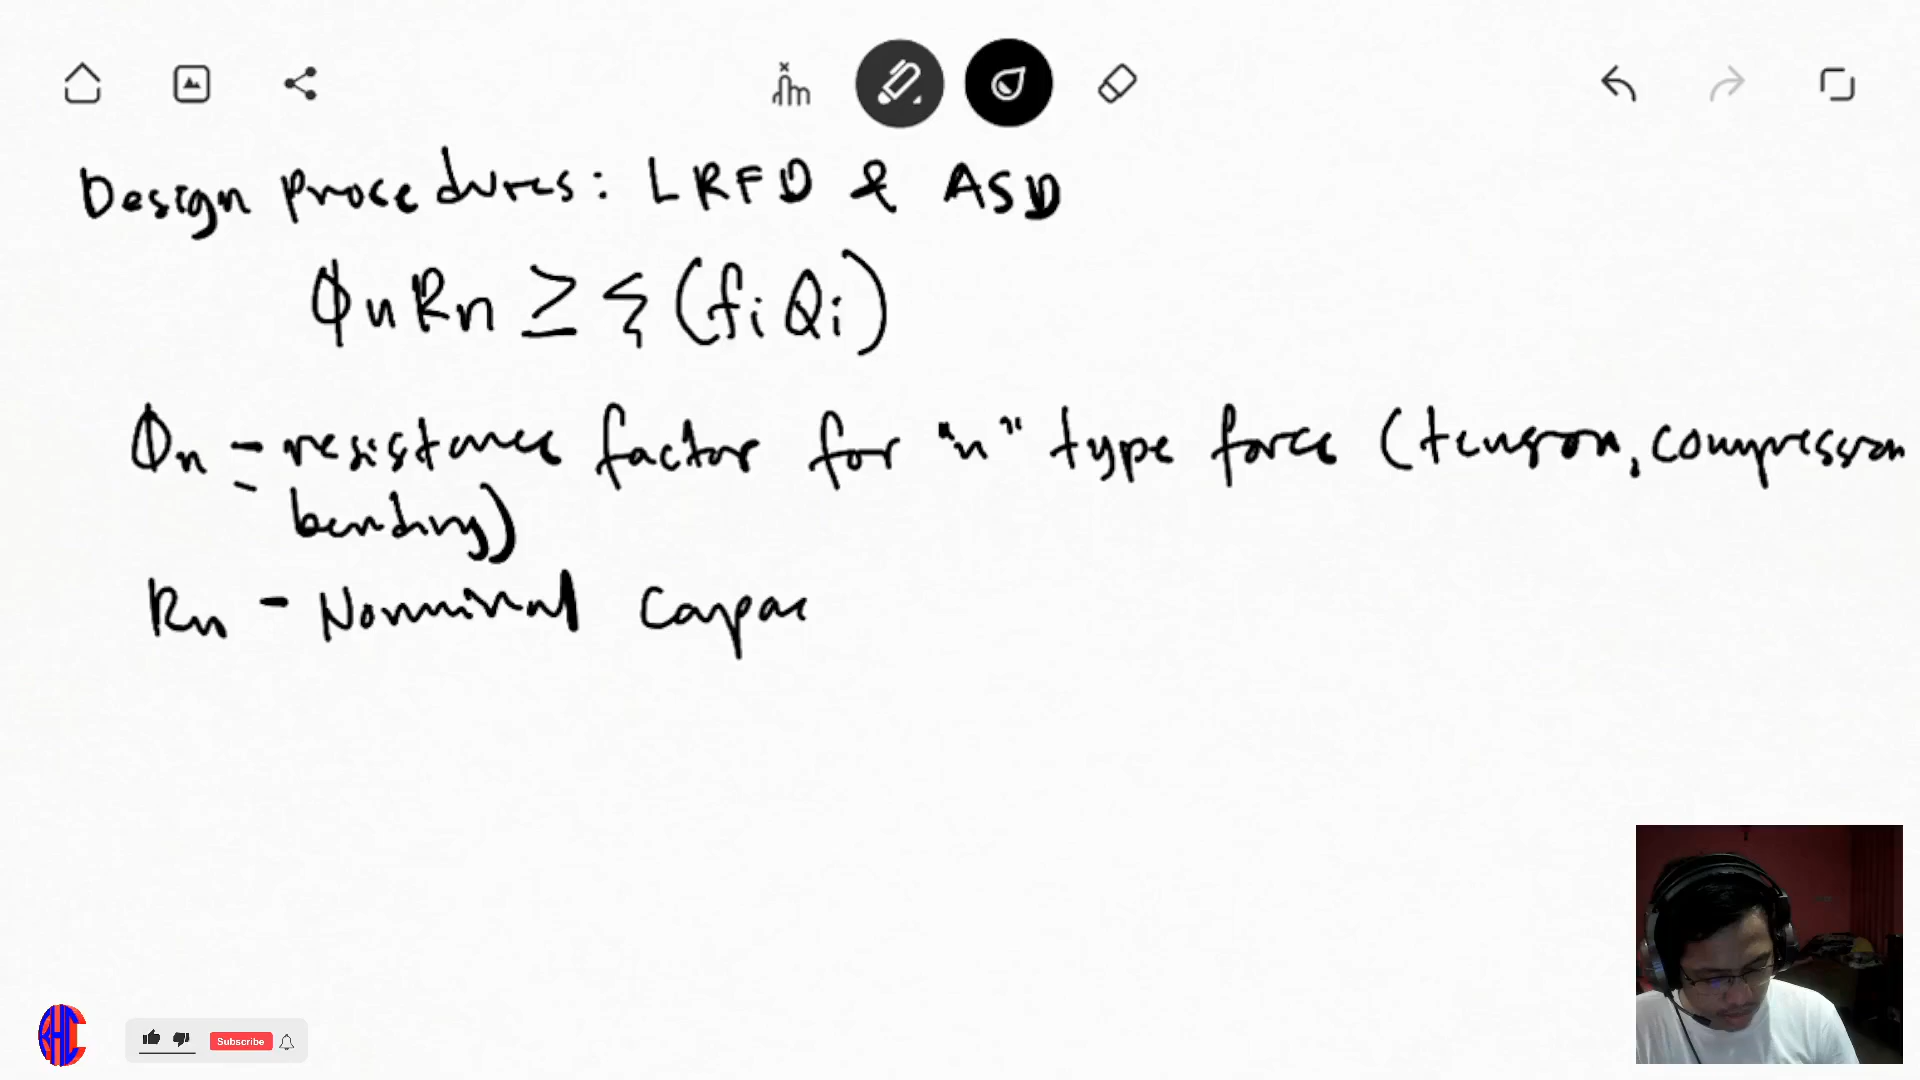 Design procedures: LRFD & ASD
ΦnRn ≥ Σ(fiQi)
Φn - resistance factor for "n" type force (tension, compression
bending)
Rn - Nominal Capac
RHC
Subscribe